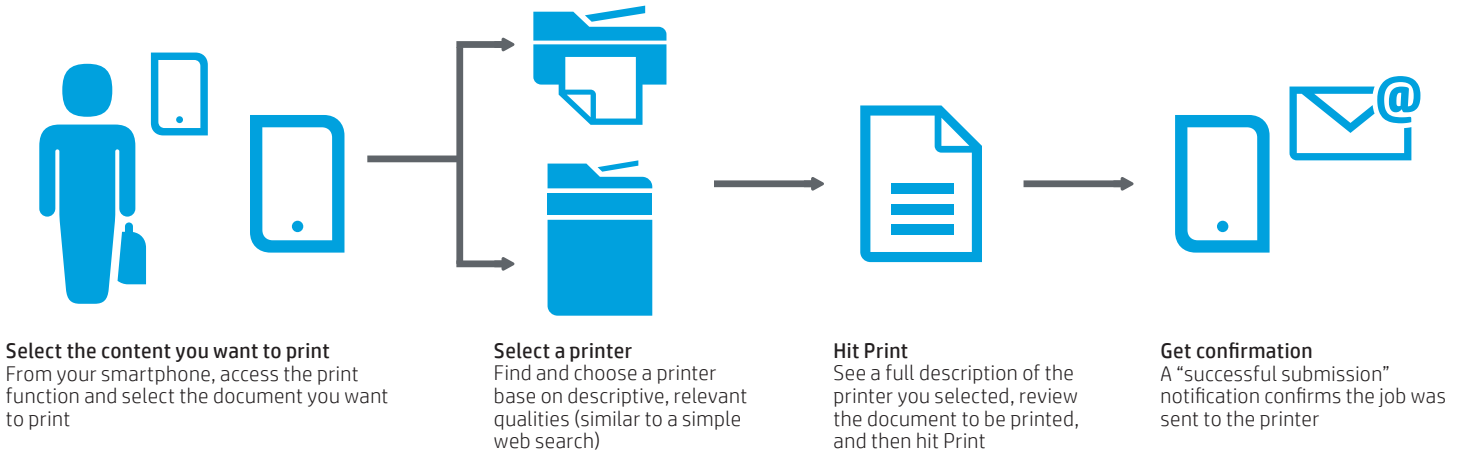 @
Select the content you want to print
From your smartphone, access the print
function and select the document you want
to print
Select a printer
Find and choose a printer
base on descriptive, relevant
qualities (similar to a simple
web search)
Hit Print
See a full description of the
printer you selected, review
the document to be printed,
and then hit Print
Get confirmation
A “successful submission”
notification confirms the job was
sent to the printer